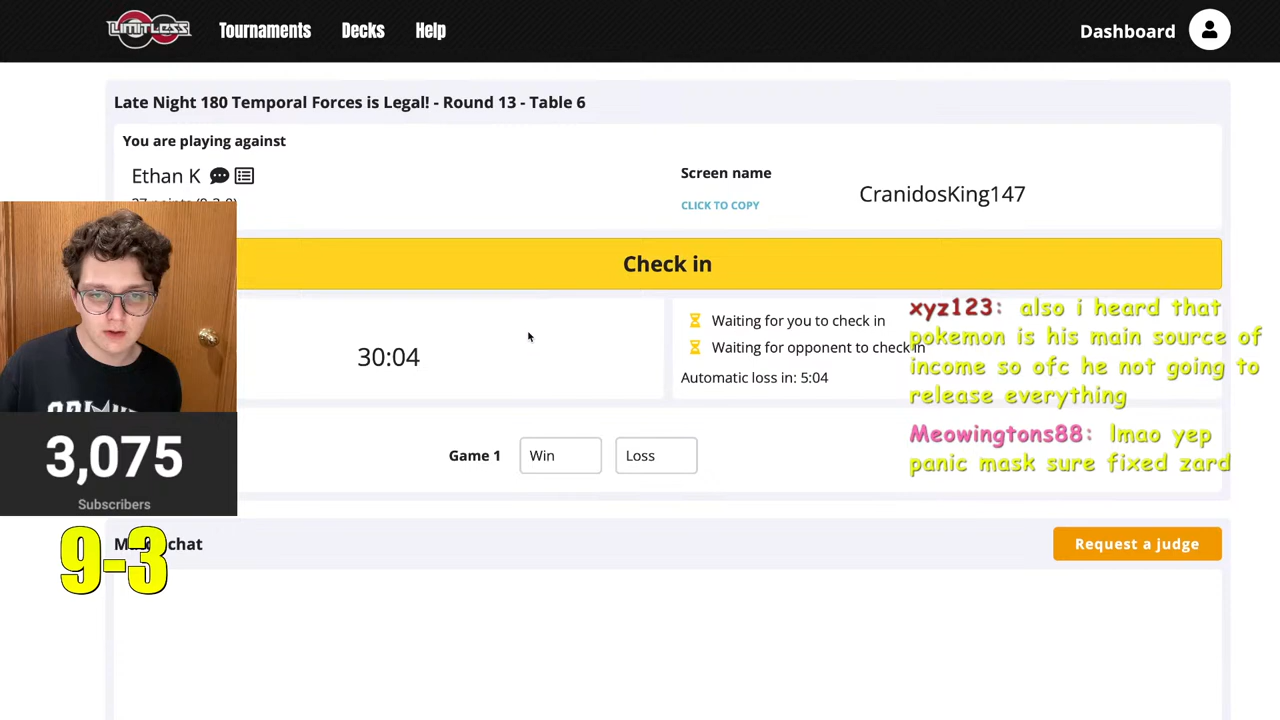 LIMITLESS Tournaments Decks Help Dashboard
Late Night 180 Temporal Forces is Legal! - Round 13 - Table 6
You are playing against
Ethan K
Screen name
CLICK TO COPY
CranidosKing147
Check in
30:04
Waiting for you to check in
Waiting for opponent to check in
Automatic loss in: 5:04
xyz123: also i heard that
pokemon is his main source of
income so ofc he not going to
release everything
Meowingtons88: lmao yep
panic mask sure fixed zard
Game 1 Win Loss
3,075
Subscribers
9-3
chat
Request a judge